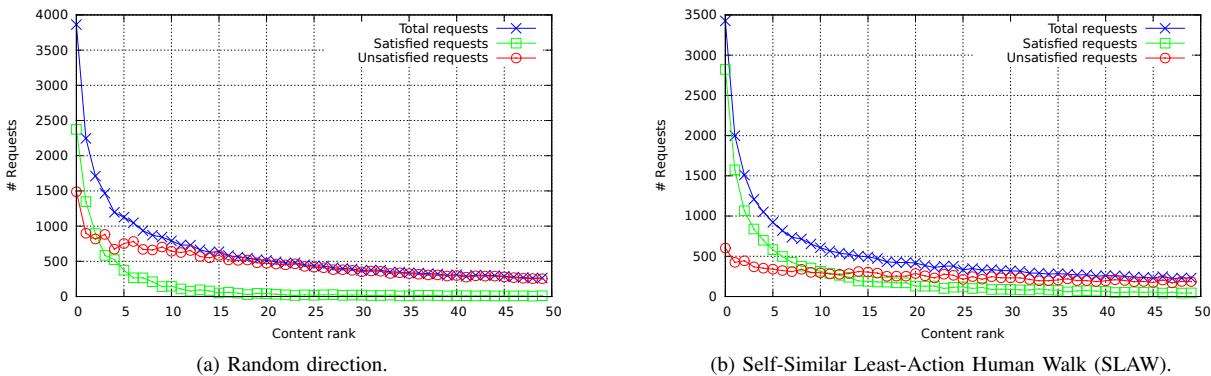 4000
3500
3000
2500
2000
1500
1000
500
0
# Requests
0 5 10 15 20 25 30 35 40 45 50
Content rank
Total requests
Satisfied requests
Unsatisfied requests
(a) Random direction.
3500
3000
2500
2000
1500
1000
500
0
# Requests
0 5 10 15 20 25 30 35 40 45 50
Content rank
Total requests
Satisfied requests
Unsatisfied requests
(b) Self-Similar Least-Action Human Walk (SLAW).